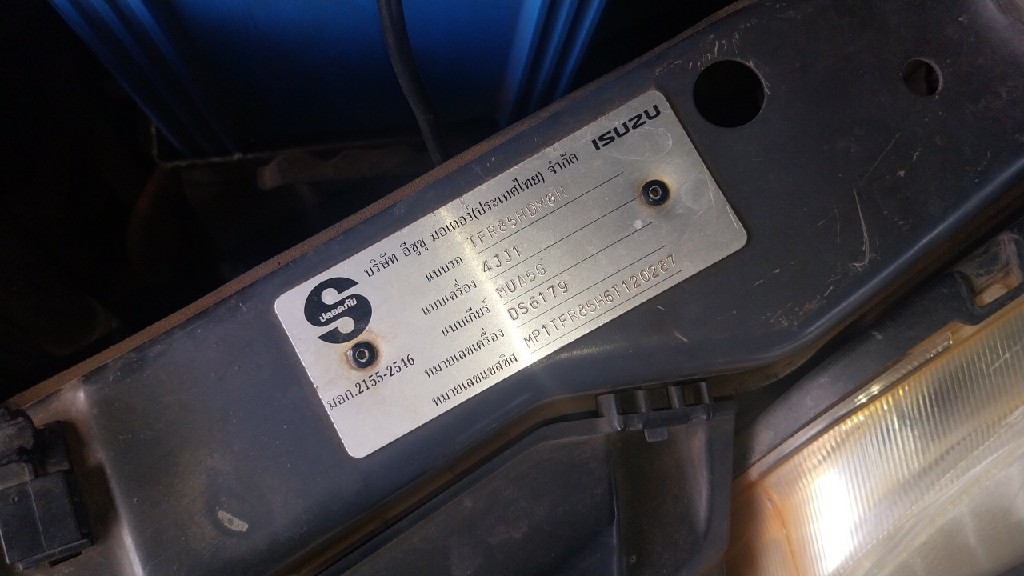 ISUZU
บริษัท อีซูซุ มอเตอร์(ประเทศไทย) จำกัด
แบบรถ TFR85HDM8N
แบบเครื่อง 4JJ1
แบบเกียร์ MUA5G
หมายเลขเครื่อง DS6179
หมายเลขแชสซีส์ MP1TFR85H6T120287
ปลอดภัย
มอก.2155-2546